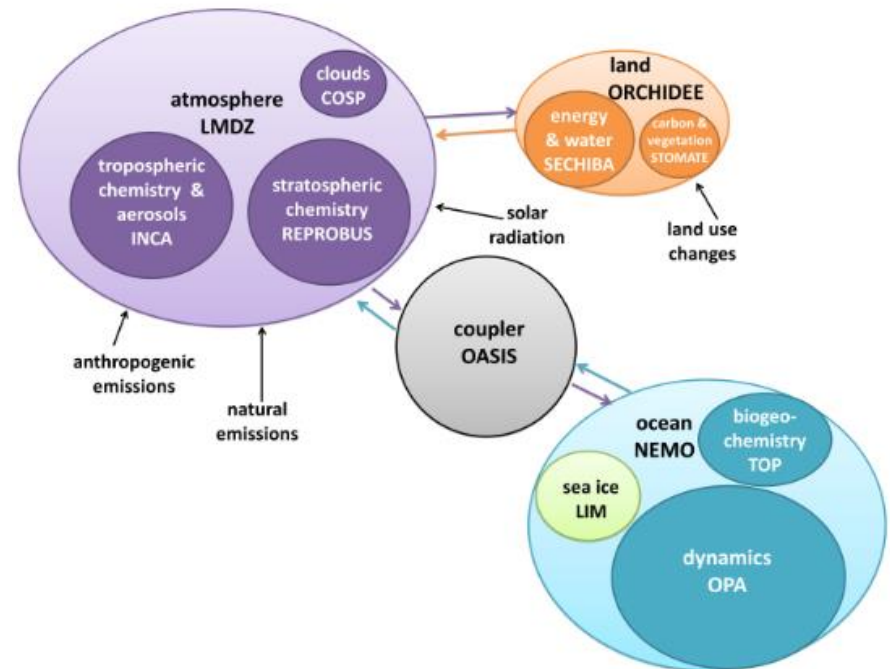 clouds
COSP
atmosphere
LMDZ
tropospheric
chemistry &
aerosols
INCA
stratospheric
chemistry
REPROBUS
land
ORCHIDEE
energy
& water
SECHIBA
carbon &
vegetation
STOMATE
solar
radiation
land use
changes
anthropogenic
emissions
natural
emissions
coupler
OASIS
ocean
NEMO
biogeo-
chemistry
TOP
sea ice
LIM
dynamics
OPA